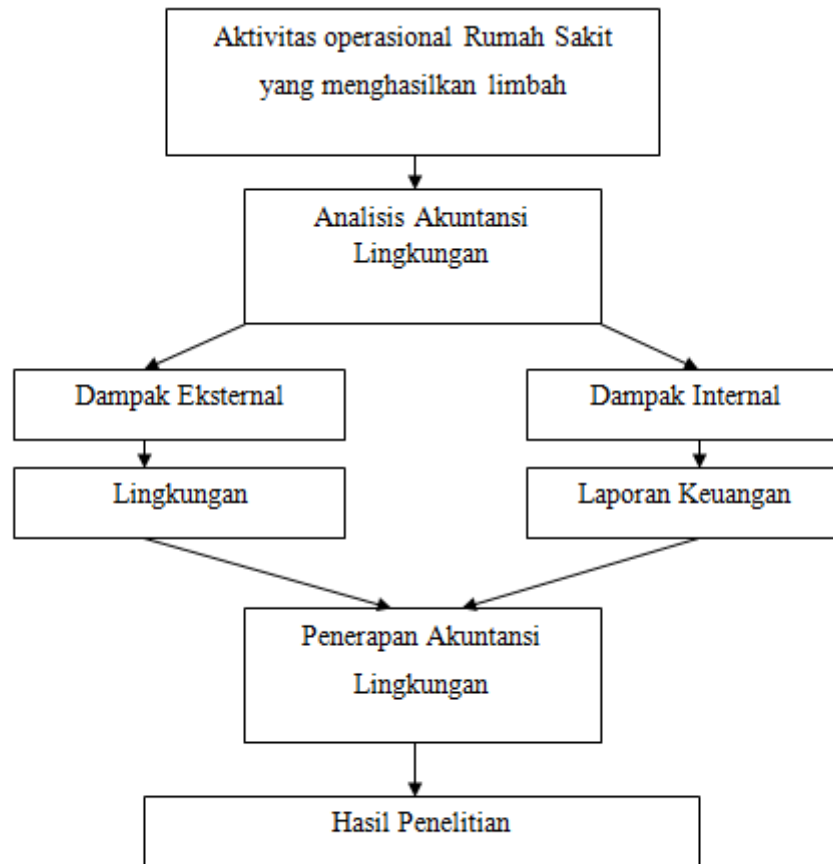 Aktivitas operasional Rumah Sakit
yang menghasilkan limbah
Analisis Akuntansi
Lingkungan
Dampak Eksternal
Dampak Internal
Lingkungan
Laporan Keuangan
Penerapan Akuntansi
Lingkungan
Hasil Penelitian